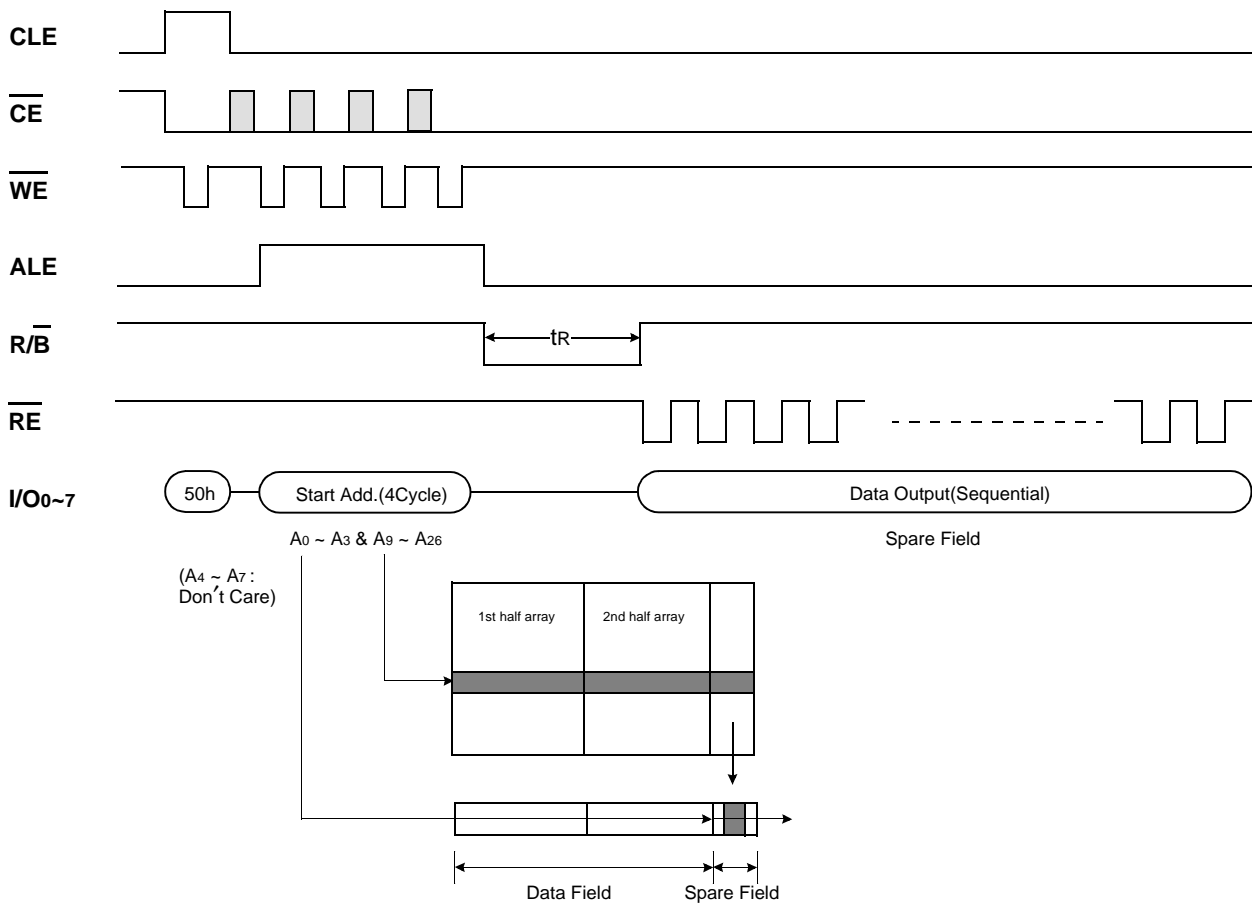 CLE
CE
WE
ALE
R/B
tR
RE
I/O0~7
50h
Start Add.(4Cycle)
Data Output(Sequential)
A0 ~ A3 & A9 ~ A26
Spare Field
(A4 ~ A7 :
Don't Care)
1st half array
2nd half array
Data Field
Spare Field